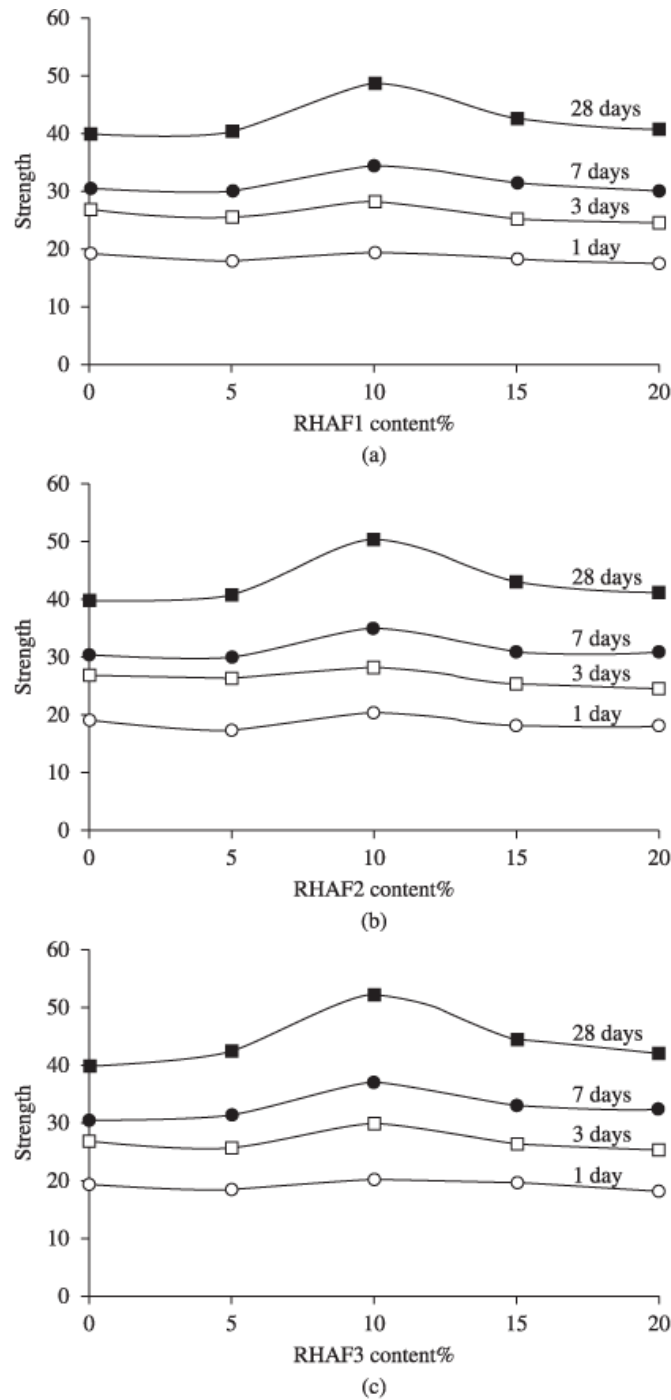 60
50
40
30
20
10
0
Strength
28 days
7 days
3 days
1 day
0 5 10 15 20
RHAF1 content%
(a)
60
50
40
30
20
10
0
Strength
28 days
7 days
3 days
1 day
0 5 10 15 20
RHAF2 content%
(b)
60
50
40
30
20
10
0
Strength
28 days
7 days
3 days
1 day
0 5 10 15 20
RHAF3 content%
(c)